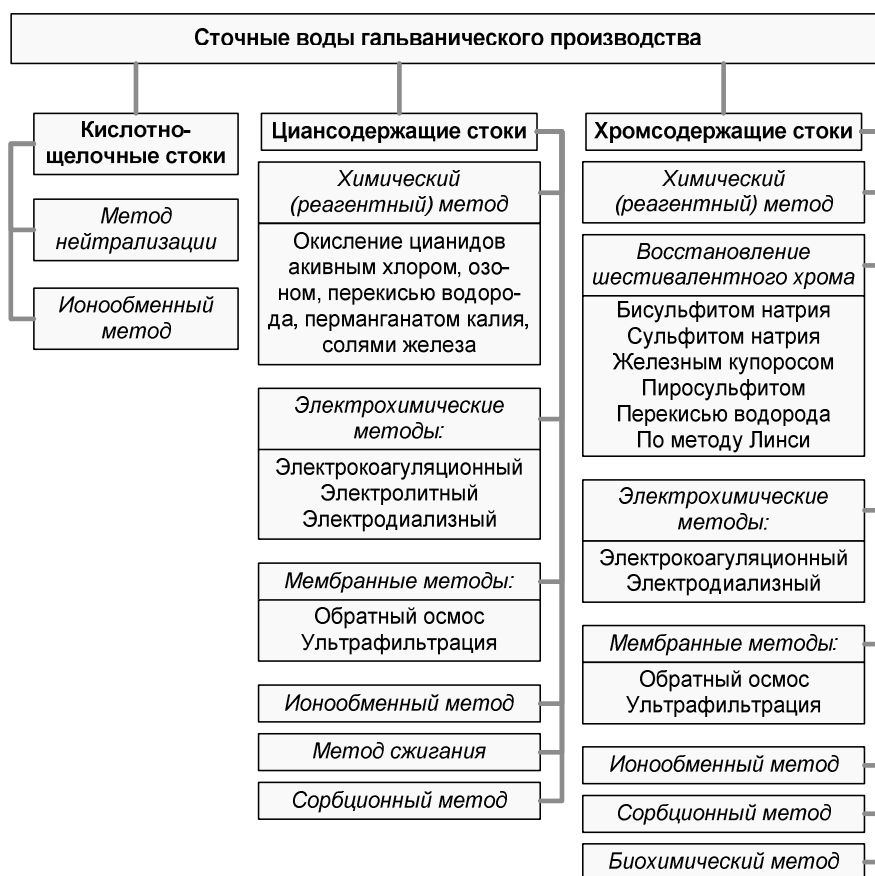 Сточные воды гальванического производства
Кислотно-
щелочные стоки
Метод
нейтрализации
Ионообменный
метод
Циансодержащие стоки
Химический
(реагентный) метод
Окисление цианидов
акивным хлором, озо-
ном, перекисью водоро-
да, перманганатом калия,
солями железа
Электрохимические
методы:
Электрокоагуляционный
Электролитный
Электродиализный
Мембранные методы:
Обратный осмос
Ультрафильтрация
Ионообменный метод
Метод сжигания
Сорбционный метод
Хромсодержащие стоки
Химический
(реагентный) метод
Восстановление
шестивалентного хрома
Бисульфитом натрия
Сульфитом натрия
Железным купоросом
Пиросульфитом
Перекисью водорода
По методу Линси
Электрохимические
методы:
Электрокоагуляционный
Электродиализный
Мембранные методы:
Обратный осмос
Ультрафильтрация
Ионообменный метод
Сорбционный метод
Биохимический метод